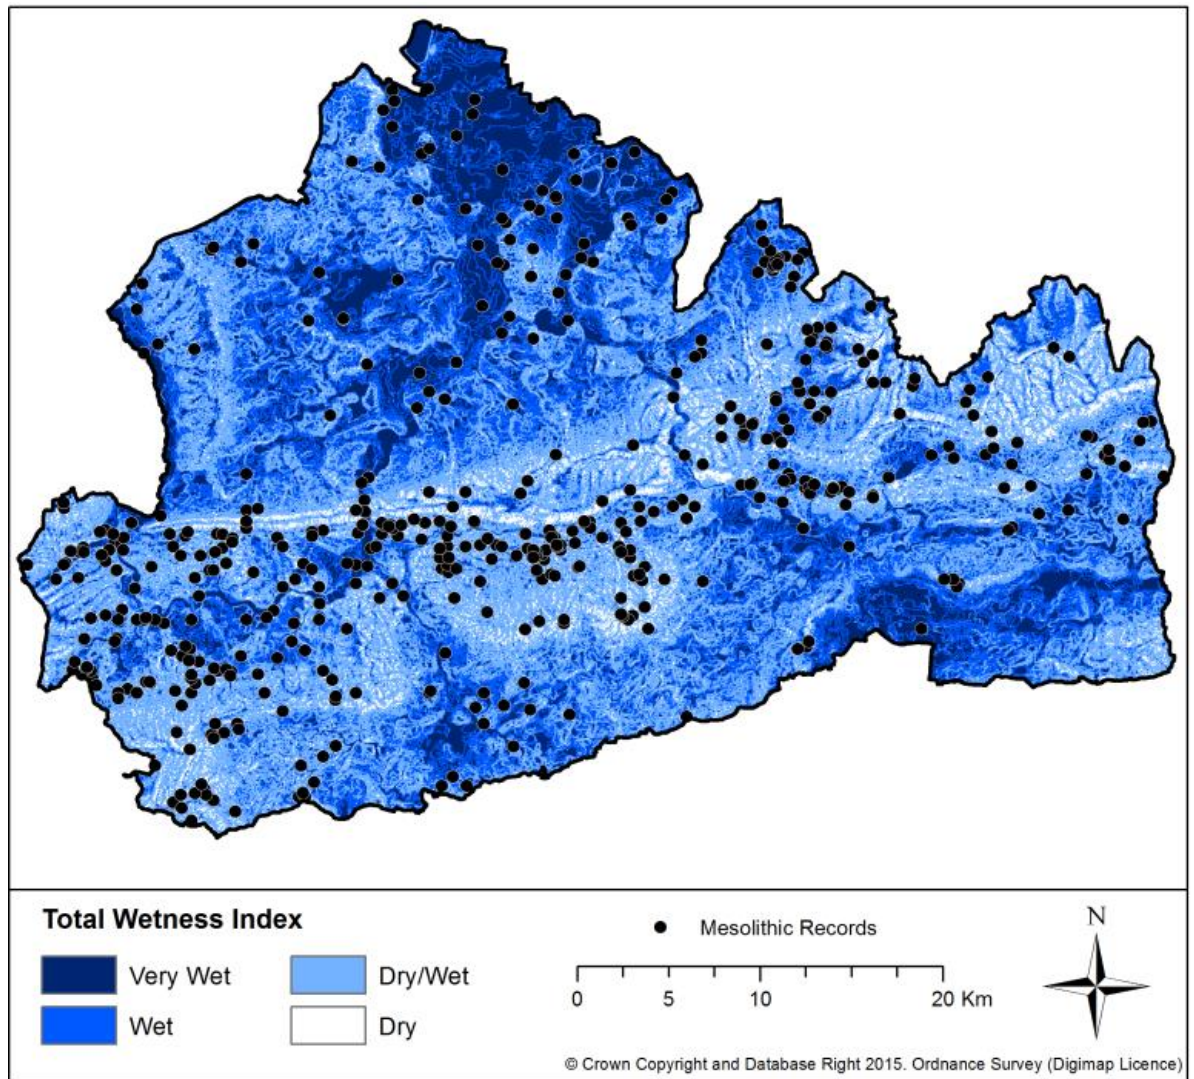 Total Wetness Index
Very Wet
Dry/Wet
Wet
Dry
Mesolithic Records
0 5 10 20 Km
N
© Crown Copyright and Database Right 2015. Ordnance Survey (Digimap Licence)